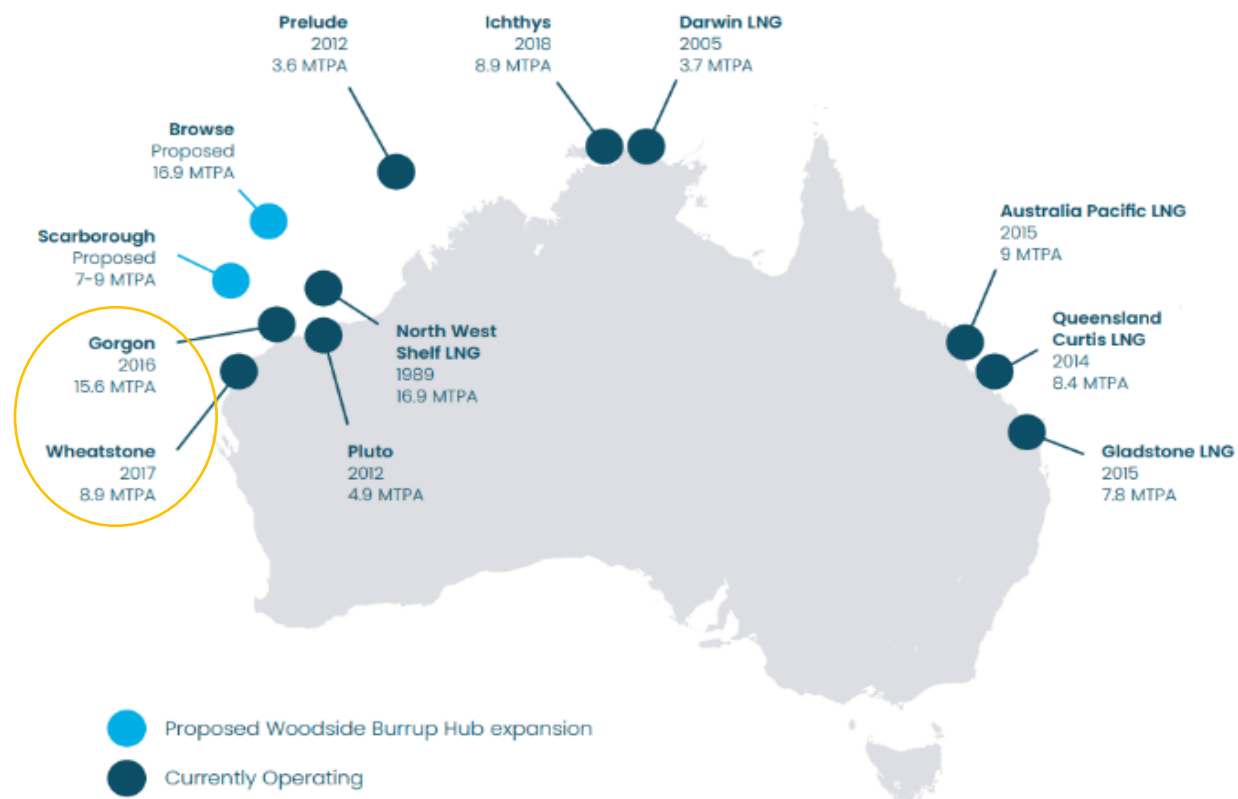 Prelude
2012
3.6 MTPA
Ichthys
2018
8.9 MTPA
Darwin LNG
2005
3.7 MTPA
Browse
Proposed
16.9 MTPA
Scarborough
Proposed
7-9 MTPA
Gorgon
2016
15.6 MTPA
Wheatstone
2017
8.9 MTPA
North West
Shelf LNG
1989
16.9 MTPA
Pluto
2012
4.9 MTPA
Australia Pacific LNG
2015
9 MTPA
Queensland
Curtis LNG
2014
8.4 MTPA
Gladstone LNG
2015
7.8 MTPA
Proposed Woodside Burrup Hub expansion
Currently Operating